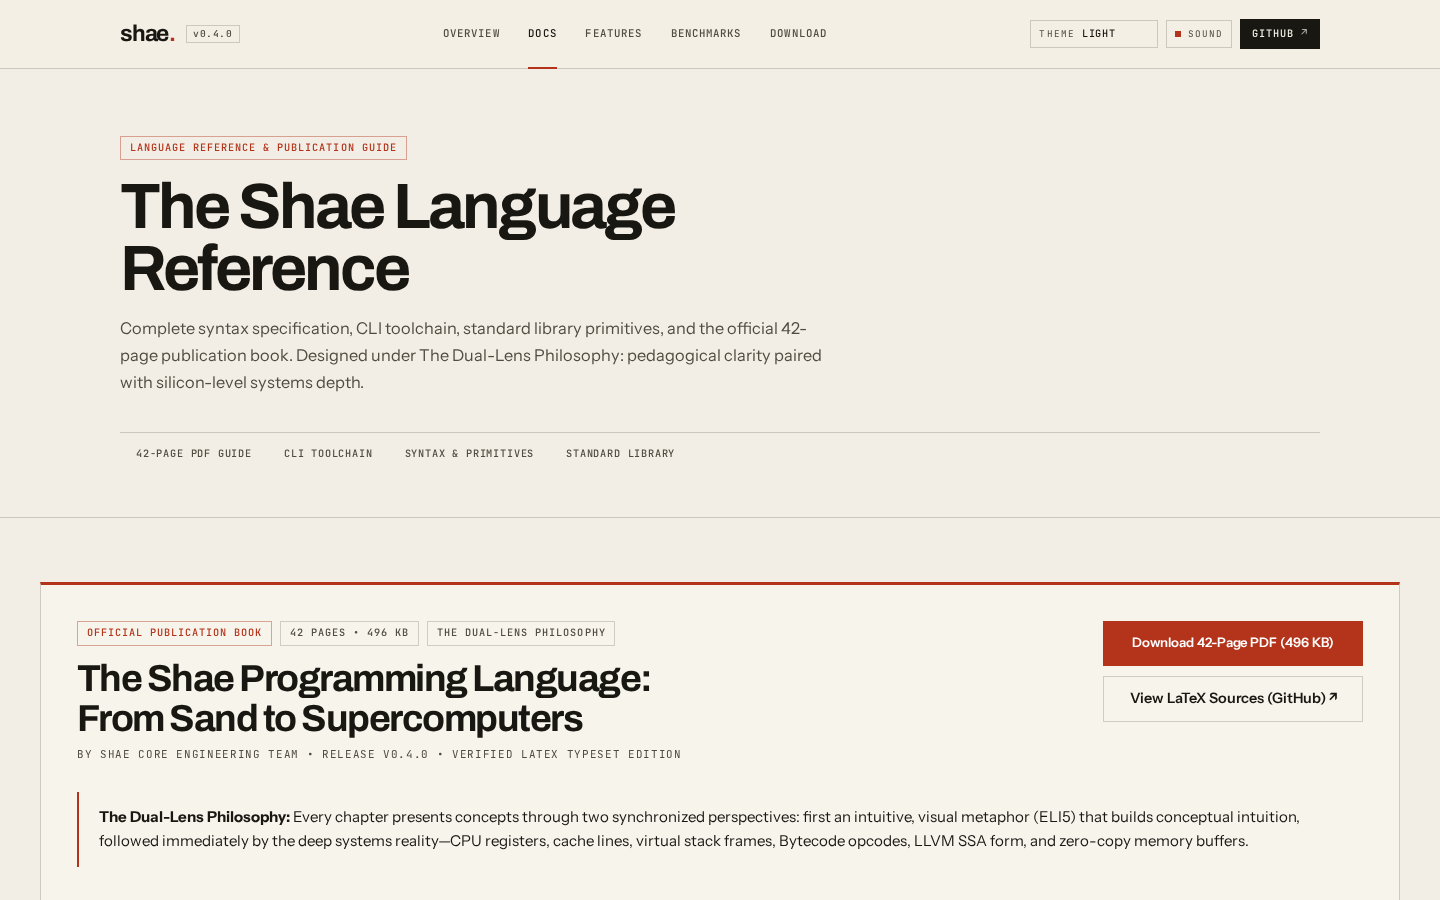 shae. v0.4.0
OVERVIEW DOCS FEATURES BENCHMARKS DOWNLOAD
THEME LIGHT SOUND GITHUB ↗
LANGUAGE REFERENCE & PUBLICATION GUIDE
The Shae Language
Reference
Complete syntax specification, CLI toolchain, standard library primitives, and the official 42-
page publication book. Designed under The Dual-Lens Philosophy: pedagogical clarity paired
with silicon-level systems depth.
42-PAGE PDF GUIDE CLI TOOLCHAIN SYNTAX & PRIMITIVES STANDARD LIBRARY
OFFICIAL PUBLICATION BOOK 42 PAGES • 496 KB THE DUAL-LENS PHILOSOPHY
The Shae Programming Language:
From Sand to Supercomputers
BY SHAE CORE ENGINEERING TEAM • RELEASE V0.4.0 • VERIFIED LATEX TYPESET EDITION
Download 42-Page PDF (496 KB)
View LaTeX Sources (GitHub) ↗
The Dual-Lens Philosophy: Every chapter presents concepts through two synchronized perspectives: first an intuitive, visual metaphor (ELI5) that builds conceptual intuition,
followed immediately by the deep systems reality—CPU registers, cache lines, virtual stack frames, Bytecode opcodes, LLVM SSA form, and zero-copy memory buffers.